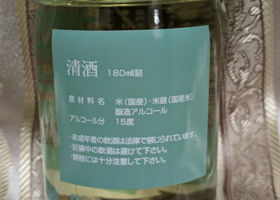 清酒 180ml詰
原材料名 米(国産)・米麹(国産米)
醸造アルコール
アルコール分 15度
・未成年者の飲酒は法律で禁じられています。
・妊娠中の飲酒は避けて下さい。
・開栓には十分注意して下さい。